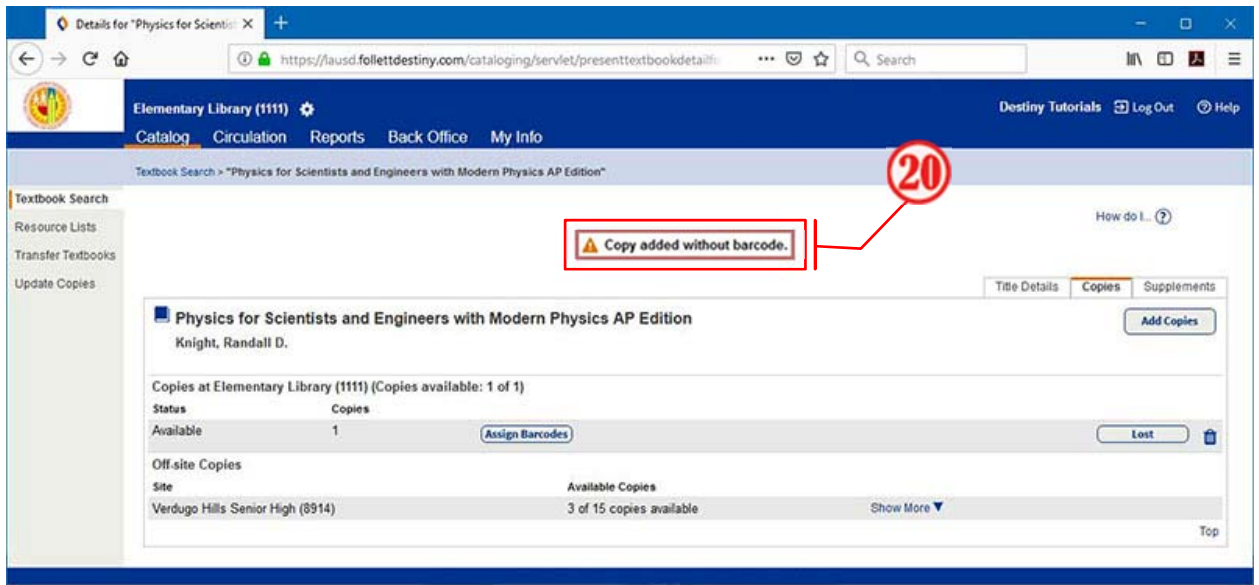 Details for "Physics for Scientis
https://lausd.follettdestiny.com/cataloging/servlet/presenttextbookdetailfo
Search
Elementary Library (1111)
Destiny Tutorials Log Out Help
Catalog Circulation Reports Back Office My Info
Textbook Search > "Physics for Scientists and Engineers with Modern Physics AP Edition"
20
Textbook Search
Resource Lists
Transfer Textbooks
Update Copies
How do I...
Copy added without barcode.
Title Details Copies Supplements
Physics for Scientists and Engineers with Modern Physics AP Edition
Add Copies
Knight, Randall D.
Copies at Elementary Library (1111) (Copies available: 1 of 1)
Status Copies
Available 1 Assign Barcodes Lost
Off-site Copies
Site Available Copies
Verdugo Hills Senior High (8914) 3 of 15 copies available Show More
Top